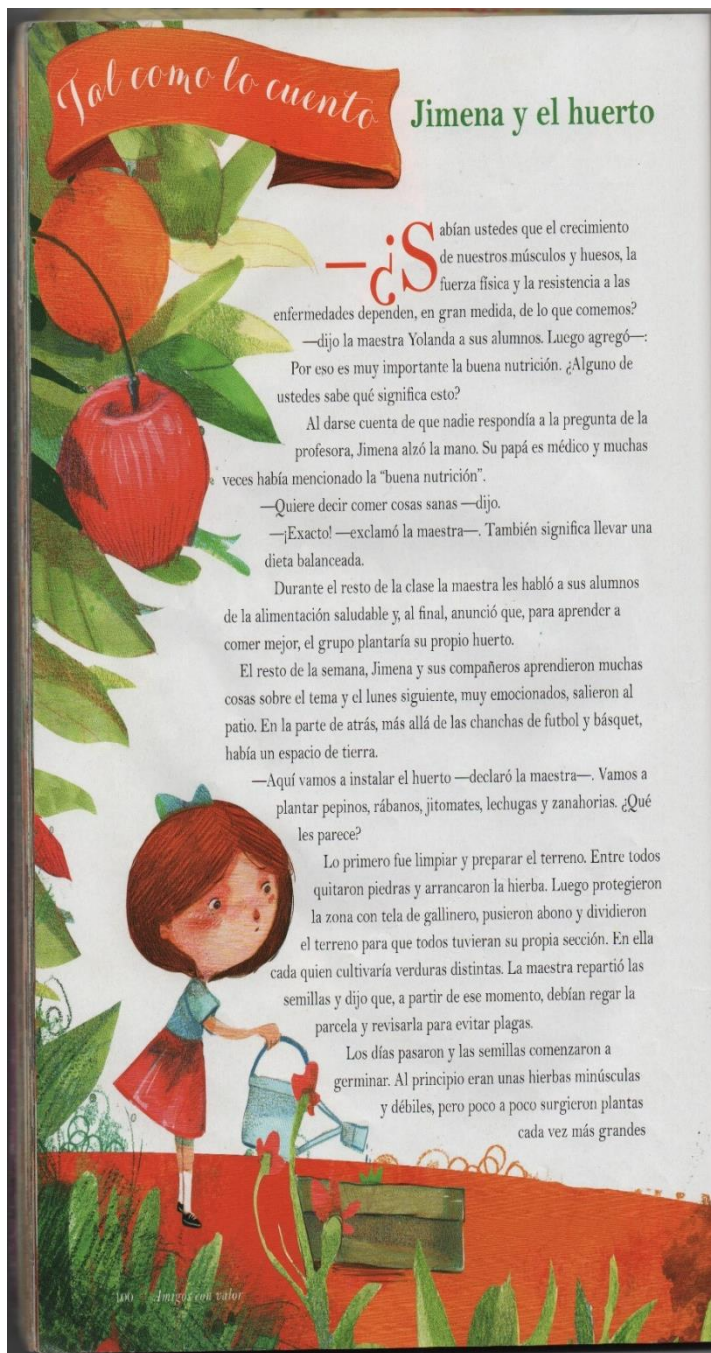 Tal como lo cuento
Jimena y el huerto
—¿Sabían ustedes que el crecimiento
de nuestros músculos y huesos, la
fuerza física y la resistencia a las
enfermedades dependen, en gran medida, de lo que comemos?
—dijo la maestra Yolanda a sus alumnos. Luego agregó—:
Por eso es muy importante la buena nutrición. ¿Alguno de
ustedes sabe qué significa esto?
Al darse cuenta de que nadie respondía a la pregunta de la
profesora, Jimena alzó la mano. Su papá es médico y muchas
veces había mencionado la “buena nutrición”.
—Quiere decir comer cosas sanas —dijo.
—¡Exacto! —exclamó la maestra—. También significa llevar una
dieta balanceada.
Durante el resto de la clase la maestra les habló a sus alumnos
de la alimentación saludable y, al final, anunció que, para aprender a
comer mejor, el grupo plantaría su propio huerto.
El resto de la semana, Jimena y sus compañeros aprendieron muchas
cosas sobre el tema y el lunes siguiente, muy emocionados, salieron al
patio. En la parte de atrás, más allá de las chanchas de futbol y básquet,
había un espacio de tierra.
—Aquí vamos a instalar el huerto —declaró la maestra—. Vamos a
plantar pepinos, rábanos, jitomates, lechugas y zanahorias. ¿Qué
les parece?
Lo primero fue limpiar y preparar el terreno. Entre todos
quitaron piedras y arrancaron la hierba. Luego protegieron
la zona con tela de gallinero, pusieron abono y dividieron
el terreno para que todos tuvieran su propia sección. En ella
cada quien cultivaría verduras distintas. La maestra repartió las
semillas y dijo que, a partir de ese momento, debían regar la
parcela y revisarla para evitar plagas.
Los días pasaron y las semillas comenzaron a
germinar. Al principio eran unas hierbas minúsculas
y débiles, pero poco a poco surgieron plantas
cada vez más grandes
100 Amigos con valor